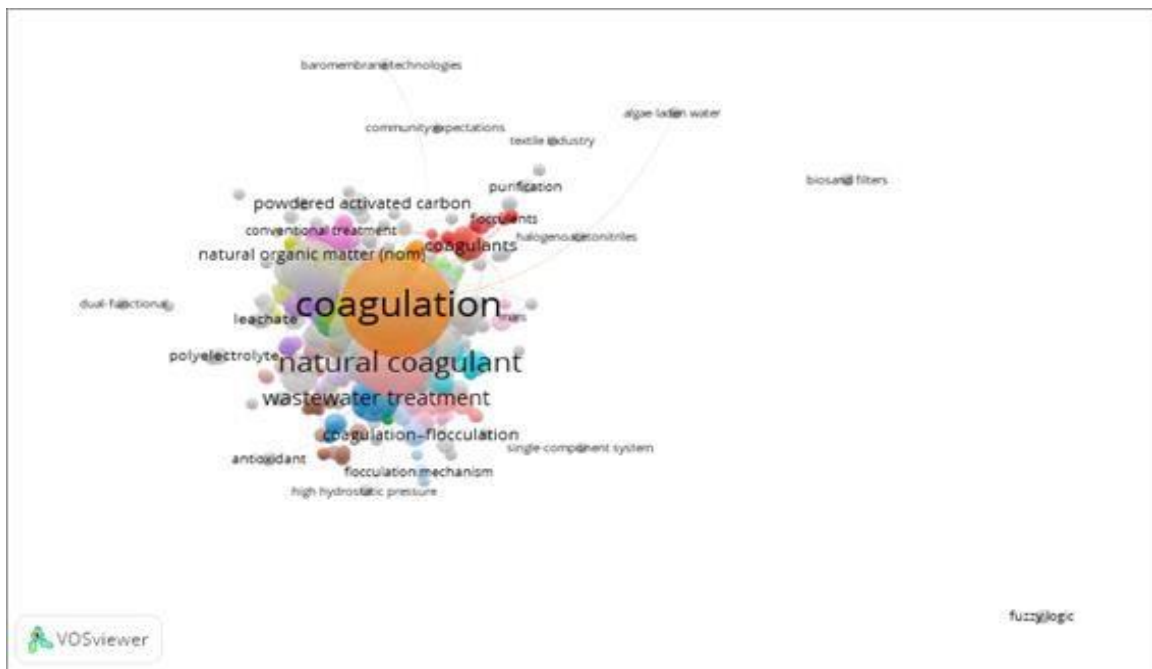 baromembrane technologies
algae-laden water
community expectations
textile industry
biosand filters
purification
powdered activated carbon
flocculents
conventional treatment
halogenoacetonitriles
coagulants
natural organic matter (nom)
dual-functional
coagulation
leachate
polyelectrolyte
natural coagulant
wastewater treatment
coagulation-flocculation
single-component system
antioxidant
flocculation mechanism
high hydrostatic pressure
fuzzy logic
VOSviewer